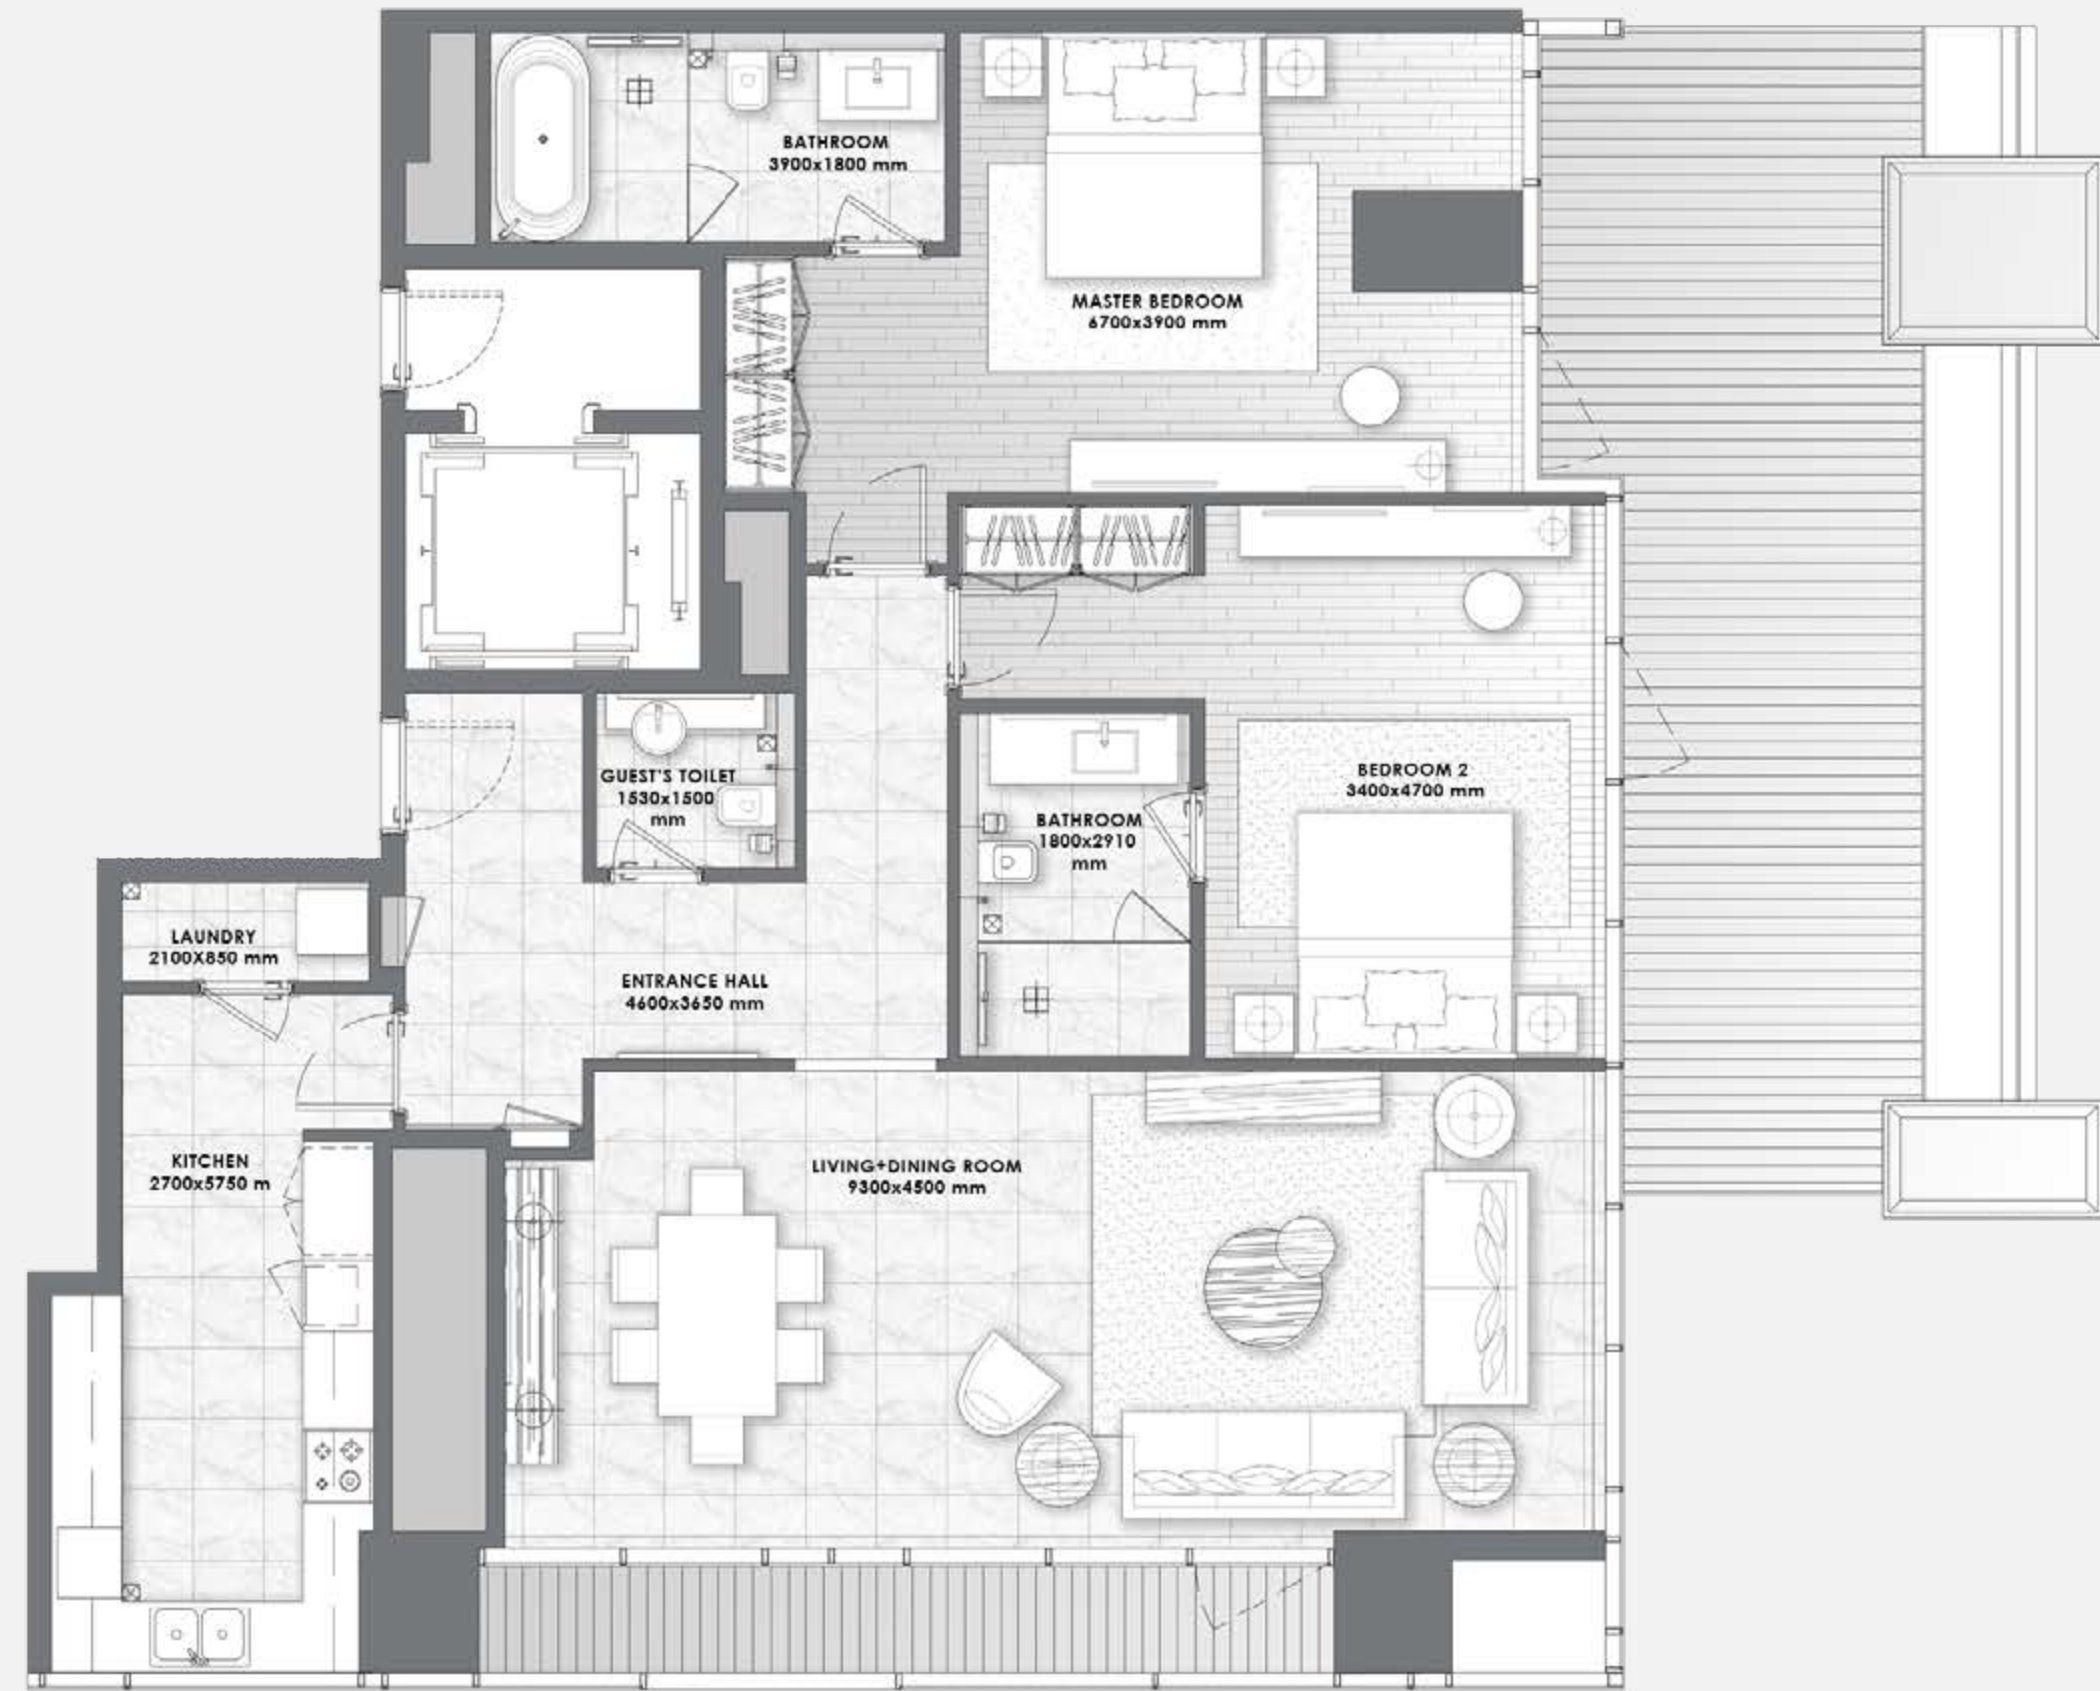 BATHROOM
3900x1800 mm
MASTER BEDROOM
6700x3900 mm
GUEST'S TOILET
1530x1500
mm
BEDROOM 2
3400x4700 mm
BATHROOM
1800x2910
mm
LAUNDRY
2100X850 mm
ENTRANCE HALL
4600x3650 mm
KITCHEN
2700x5750 m
LIVING+DINING ROOM
9300x4500 mm